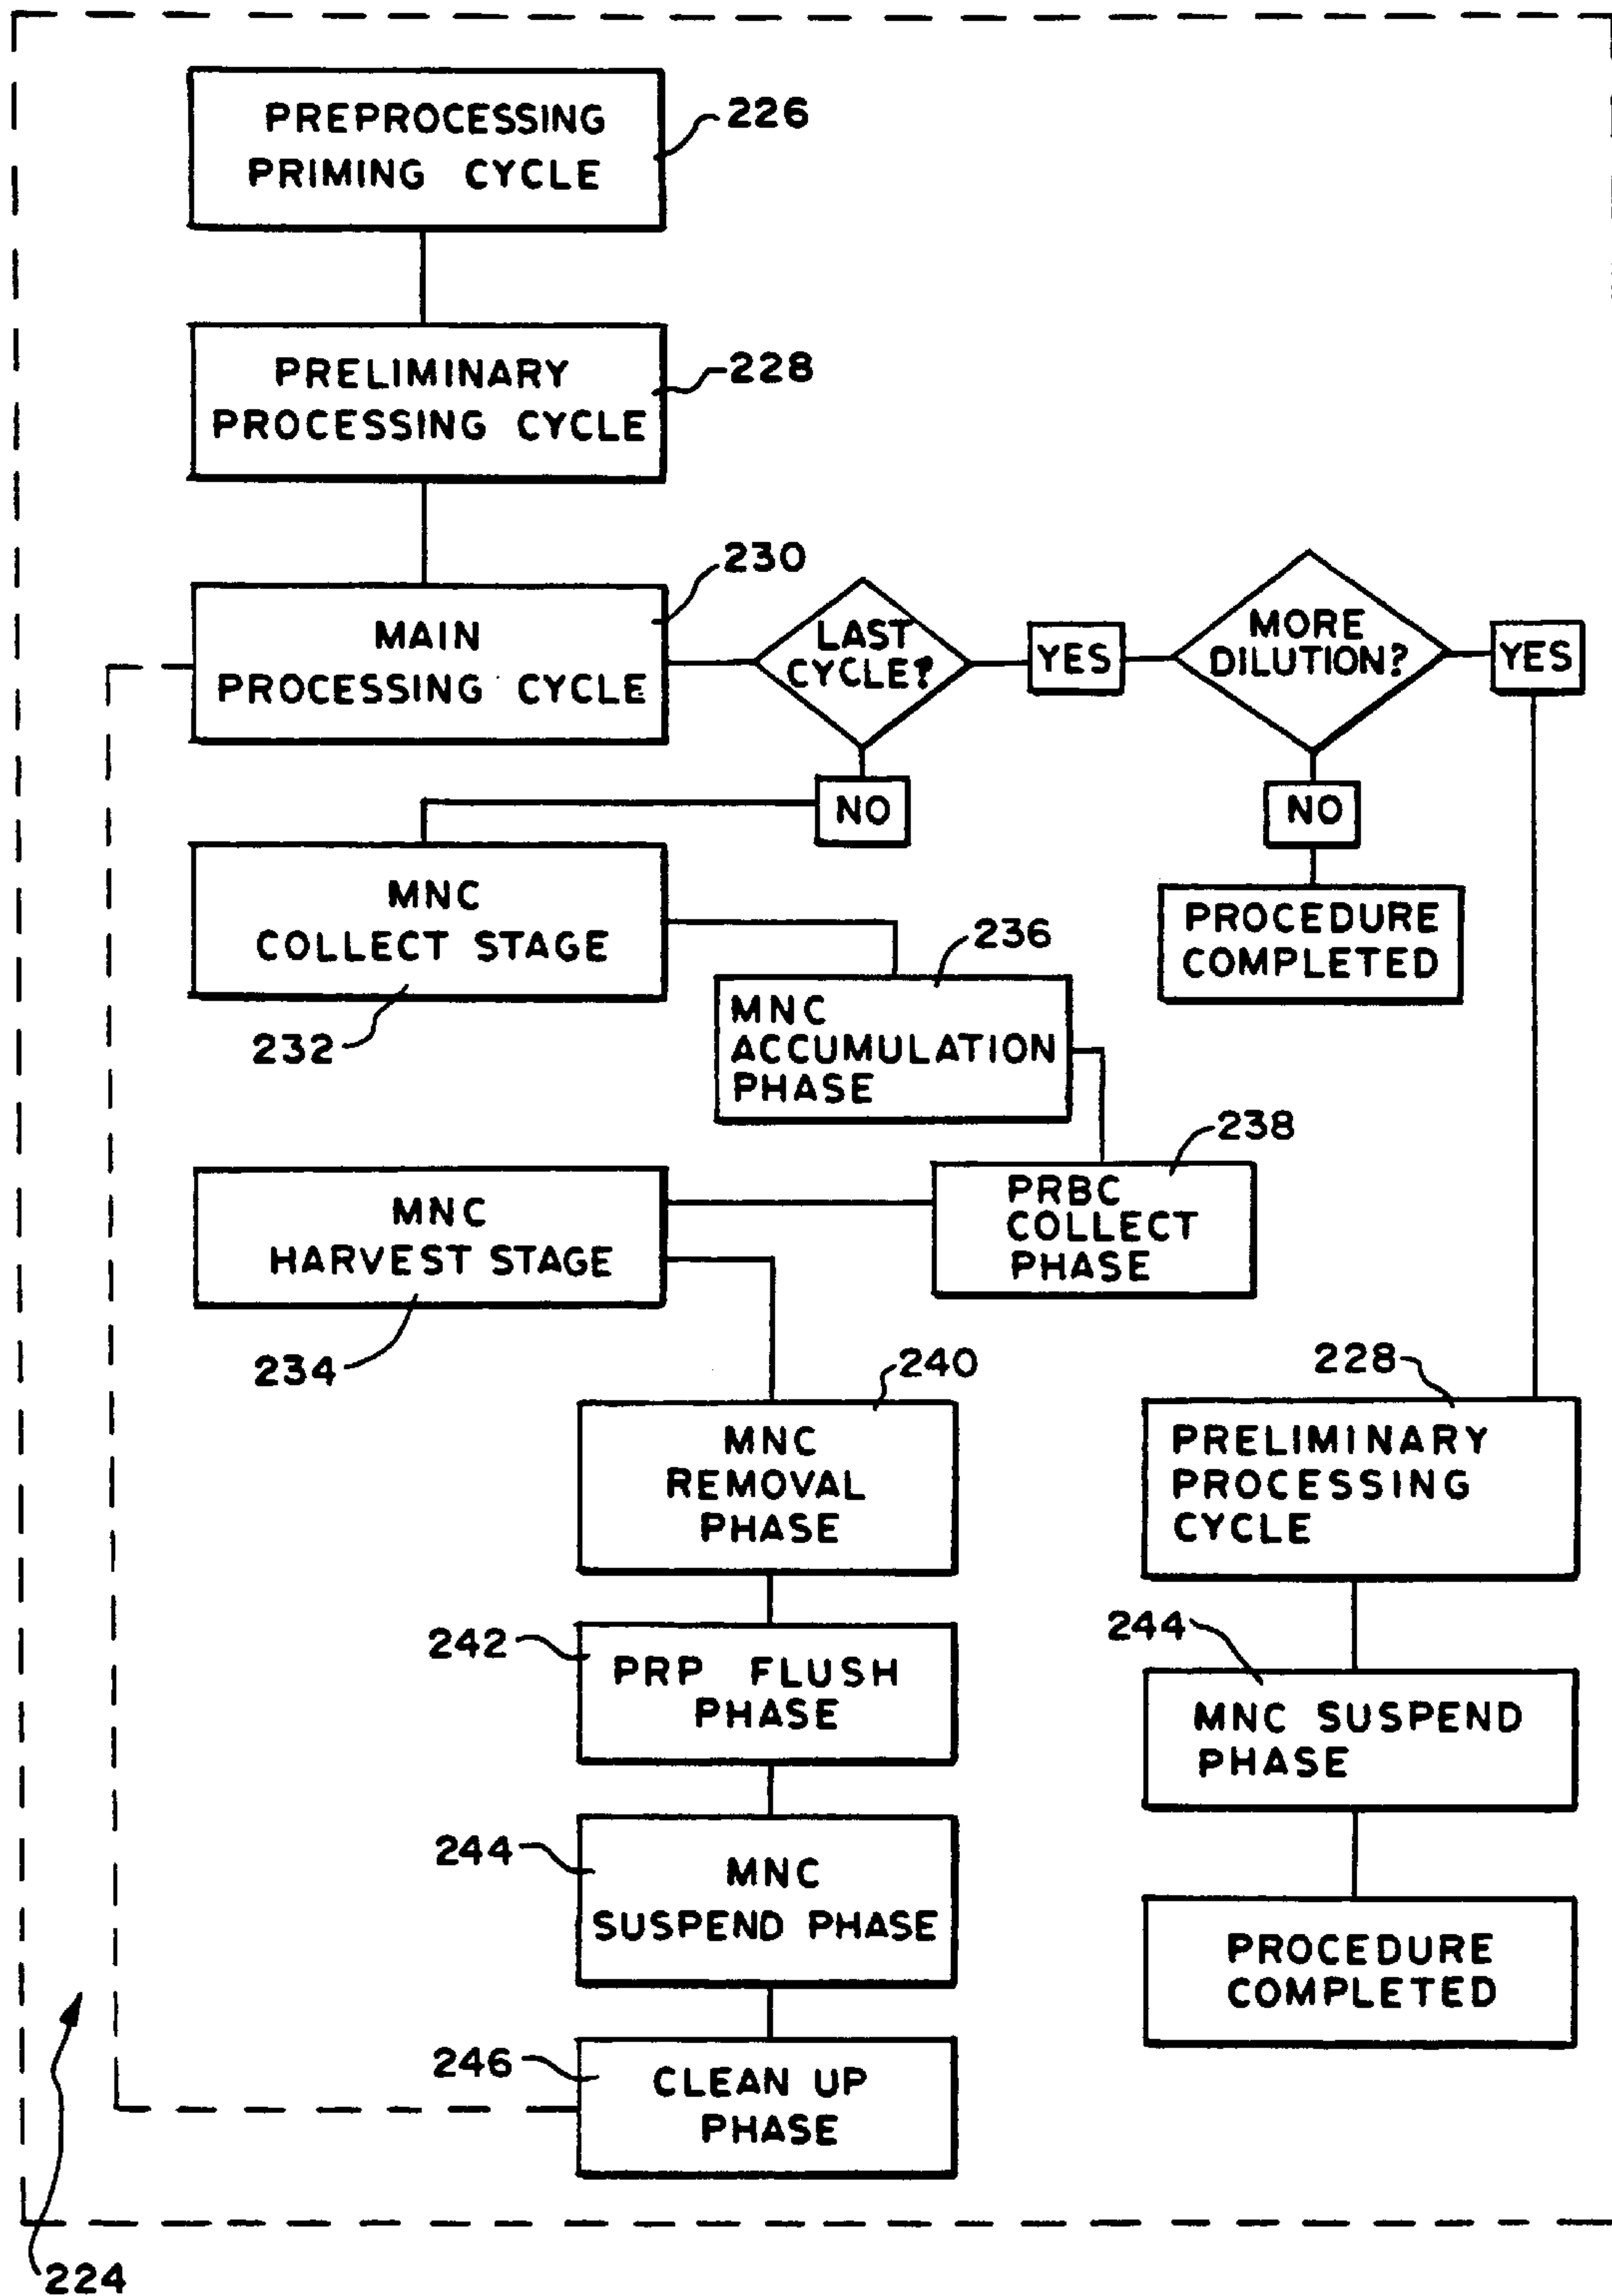 PREPROCESSING
PRIMING CYCLE
226
PRELIMINARY
PROCESSING CYCLE
228
MAIN
PROCESSING CYCLE
230
LAST
CYCLE?
YES
MORE
DILUTION?
YES
NO
NO
PROCEDURE
COMPLETED
MNC
COLLECT STAGE
232
236
MNC
ACCUMULATION
PHASE
238
PRBC
COLLECT
PHASE
MNC
HARVEST STAGE
234
240
MNC
REMOVAL
PHASE
242
PRP FLUSH
PHASE
244
MNC
SUSPEND PHASE
246
CLEAN UP
PHASE
228
PRELIMINARY
PROCESSING
CYCLE
244
MNC SUSPEND
PHASE
PROCEDURE
COMPLETED
224